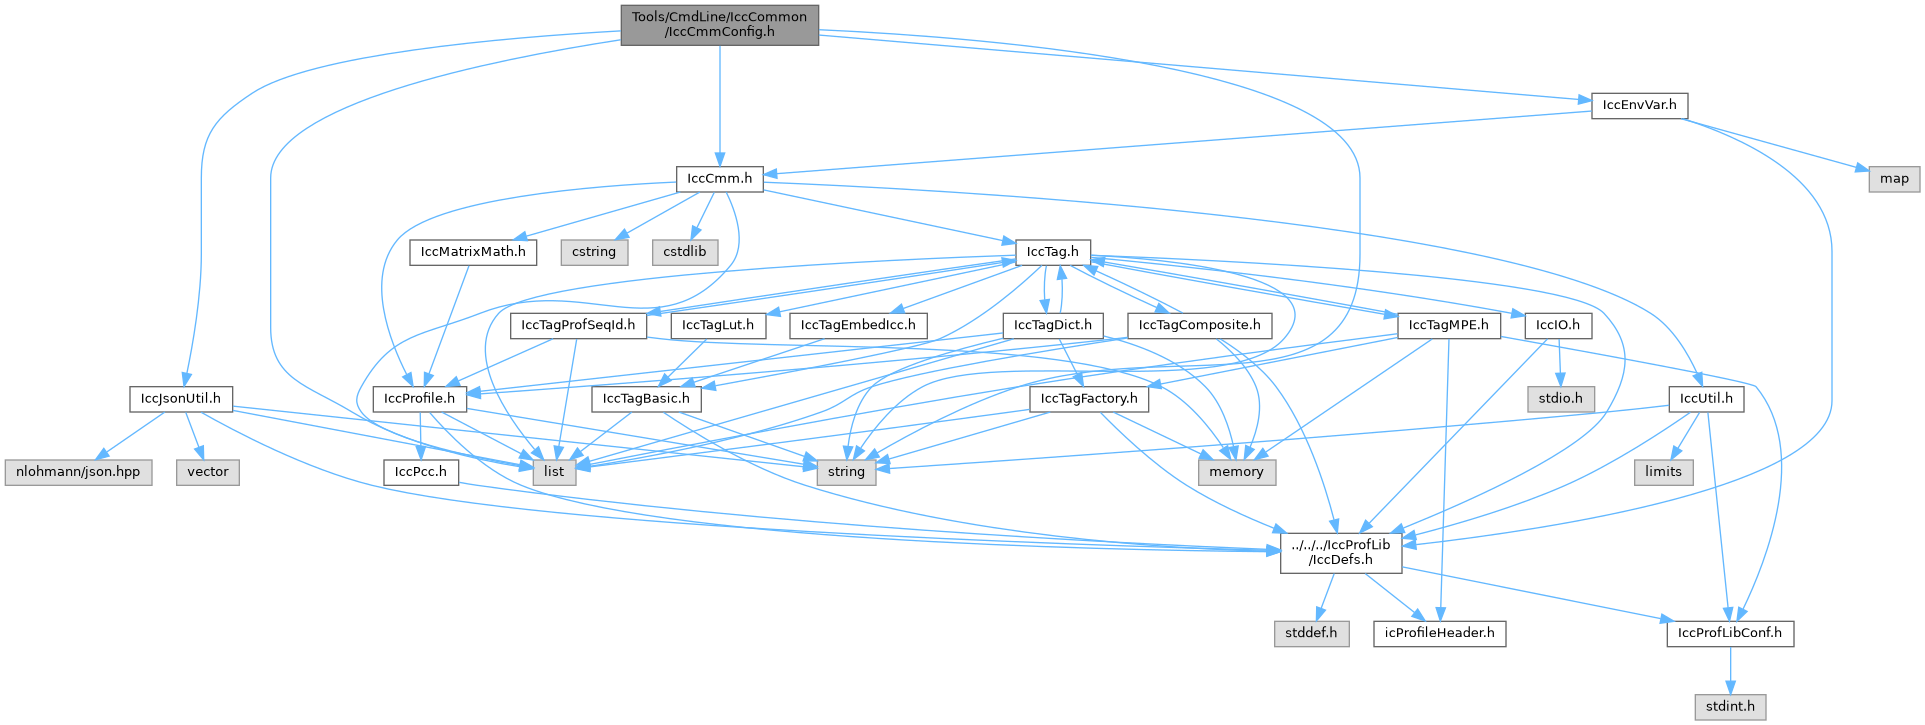 Tools/CmdLine/IccCommon
/IccCmmConfig.h
IccEnvVar.h
IccCmm.h
map
IccMatrixMath.h
cstring
cstdlib
IccTag.h
IccTagProfSeqId.h
IccTagLut.h
IccTagEmbedIcc.h
IccTagDict.h
IccTagComposite.h
IccTagMPE.h
IccIO.h
IccJsonUtil.h
IccProfile.h
IccTagBasic.h
IccTagFactory.h
stdio.h
IccUtil.h
nlohmann/json.hpp
vector
IccPcc.h
list
string
memory
limits
../../../IccProfLib
/IccDefs.h
stddef.h
icProfileHeader.h
IccProfLibConf.h
stdint.h